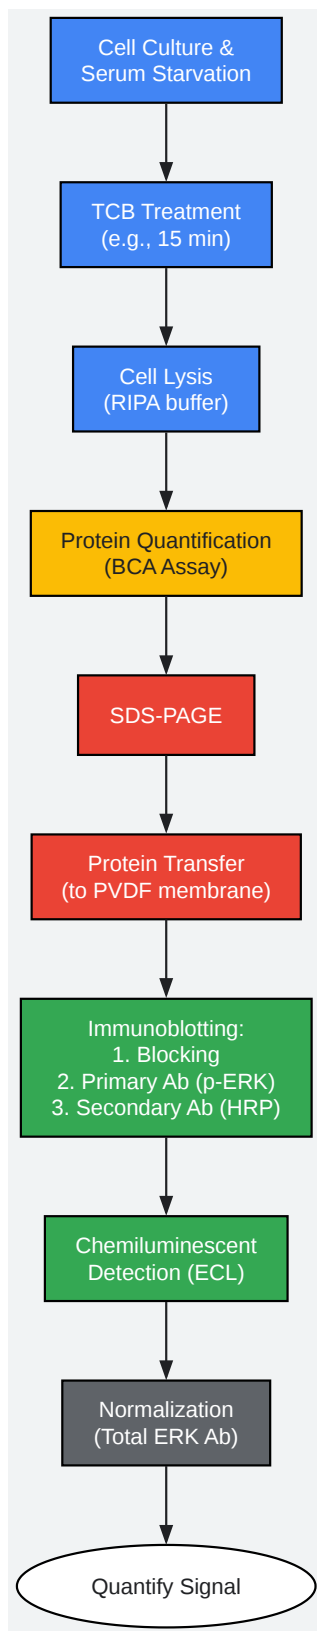 Cell Culture &
Serum Starvation
TCB Treatment
(e.g., 15 min)
Cell Lysis
(RIPA buffer)
Protein Quantification
(BCA Assay)
SDS-PAGE
Protein Transfer
(to PVDF membrane)
Immunoblotting:
1. Blocking
2. Primary Ab (p-ERK)
3. Secondary Ab (HRP)
Chemiluminescent
Detection (ECL)
Normalization
(Total ERK Ab)
Quantify Signal